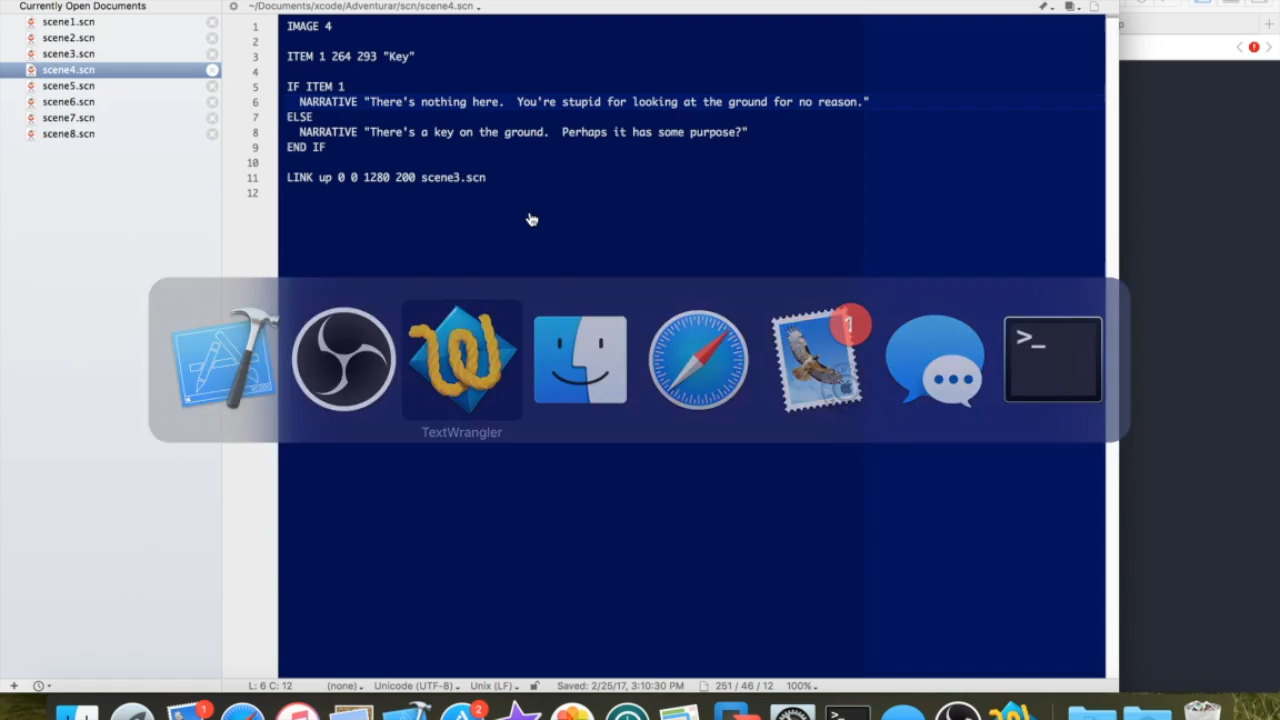 Currently Open Documents
~/Documents/xcode/Adventurar/scn/scene4.scn
scene1.scn
scene2.scn
scene3.scn
scene4.scn
scene5.scn
scene6.scn
scene7.scn
scene8.scn
1 IMAGE 4
2
3 ITEM 1 264 293 "Key"
4
5 IF ITEM 1
6 NARRATIVE "There's nothing here.  You're stupid for looking at the ground for no reason."
7 ELSE
8 NARRATIVE "There's a key on the ground.  Perhaps it has some purpose?"
9 END IF
10
11 LINK up 0 0 1280 200 scene3.scn
12
1
>_
TextWrangler
L: 6 C: 12 (none) Unicode (UTF-8) Unix (LF) Saved: 2/25/17, 3:10:30 PM 251 / 46 / 12 100%
1
2